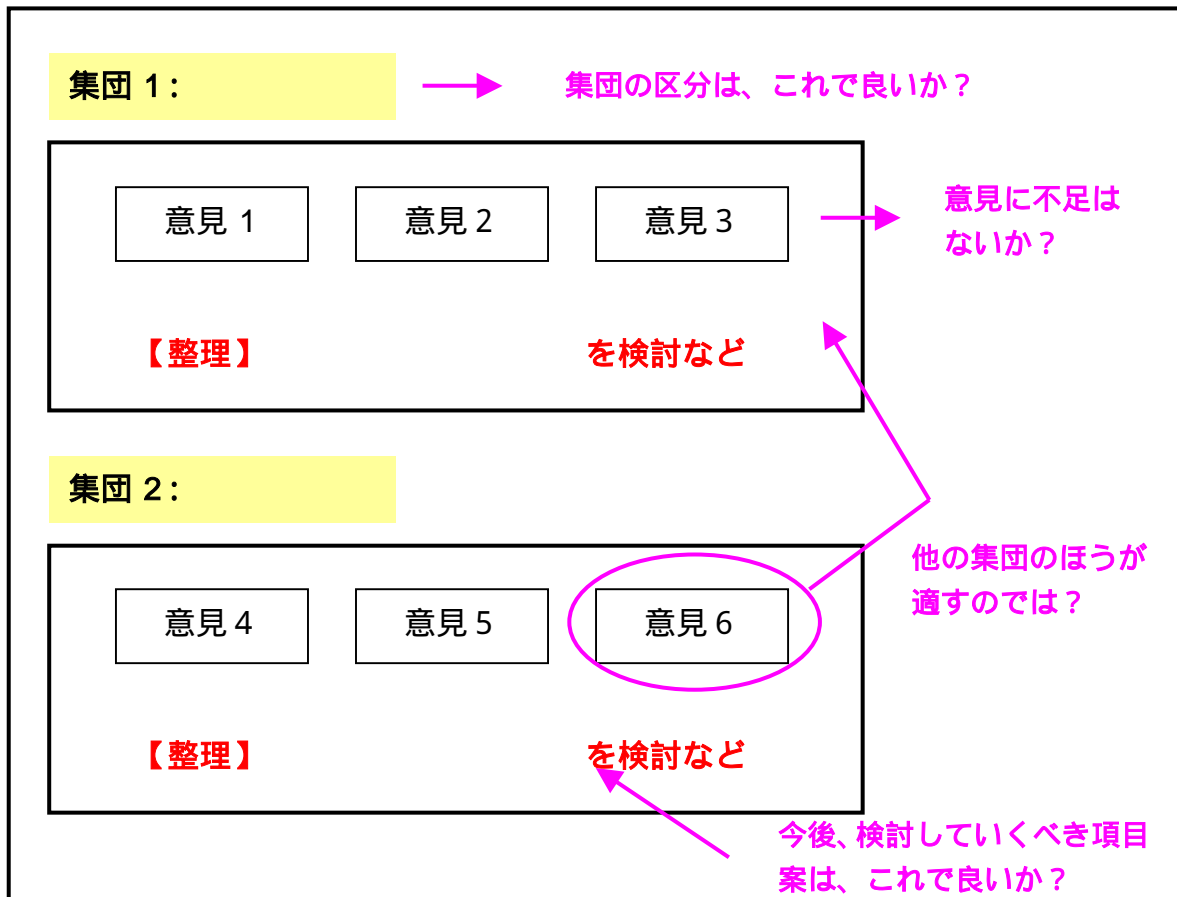 集団 1：
集団の区分は、これで良いか？
意見 1
意見 2
意見 3
意見に不足は
ないか？
【整理】 を検討など
集団 2：
他の集団のほうが
適すのでは？
意見 4
意見 5
意見 6
【整理】 を検討など
今後、検討していくべき項目
案は、これで良いか？